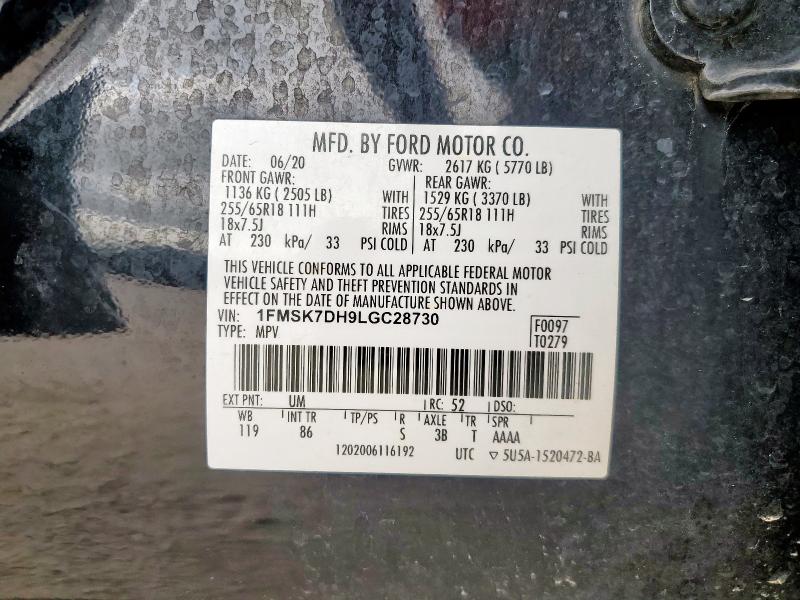 MFD. BY FORD MOTOR CO.
DATE: 06/20 GVWR: 2617 KG ( 5770 LB)
FRONT GAWR: REAR GAWR:
1136 KG ( 2505 LB) WITH 1529 KG ( 3370 LB) WITH
255/65R18 111H TIRES 255/65R18 111H TIRES
18x7.5J RIMS 18x7.5J RIMS
AT 230 kPa/ 33 PSI COLD AT 230 kPa/ 33 PSI COLD
THIS VEHICLE CONFORMS TO ALL APPLICABLE FEDERAL MOTOR
VEHICLE SAFETY AND THEFT PREVENTION STANDARDS IN
EFFECT ON THE DATE OF MANUFACTURE SHOWN ABOVE.
VIN: 1FMSK7DH9LGC28730 F0097
TYPE: MPV T0279
EXT PNT: UM RC: 52 DSO:
WB INT TR TP/PS R AXLE TR SPR
119 86 S 3B T AAAA
1202006116192 UTC ▽ 5U5A-1520472-BA